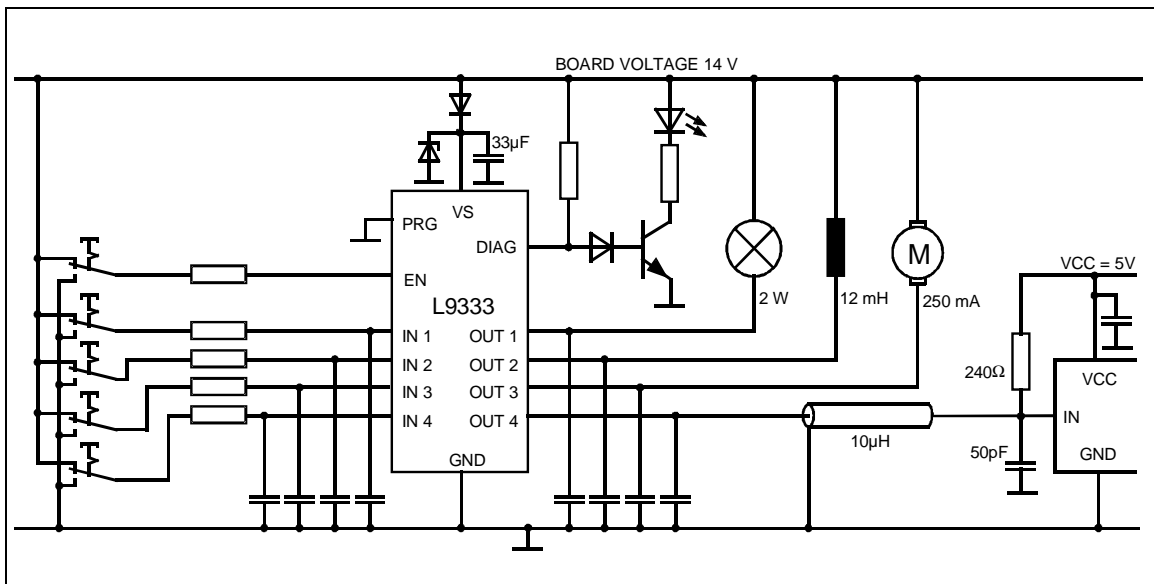 BOARD VOLTAGE 14 V
33µF
VS
PRG
DIAG
EN
M
VCC = 5V
L9333
2 W
12 mH
250 mA
IN 1
OUT 1
IN 2
OUT 2
IN 3
OUT 3
240Ω
VCC
IN 4
OUT 4
IN
10µH
GND
50pF
GND